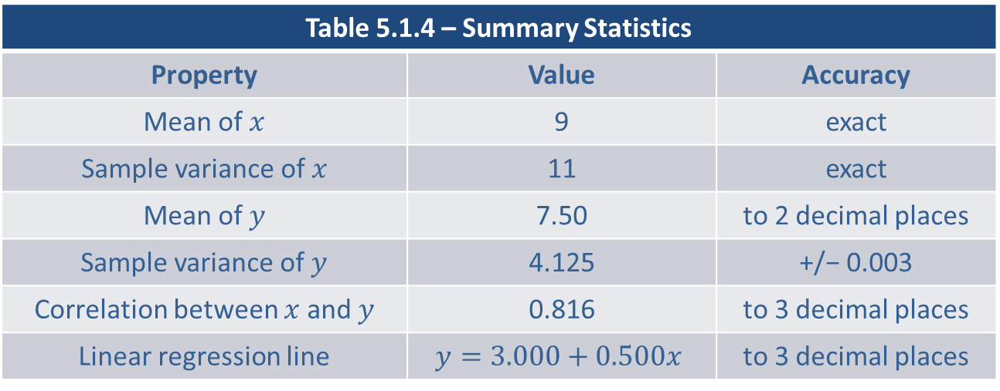 Table 5.1.4 – Summary Statistics
Property Value Accuracy
Mean of x 9 exact
Sample variance of x 11 exact
Mean of y 7.50 to 2 decimal places
Sample variance of y 4.125 +/− 0.003
Correlation between x and y 0.816 to 3 decimal places
Linear regression line y = 3.000 + 0.500x to 3 decimal places